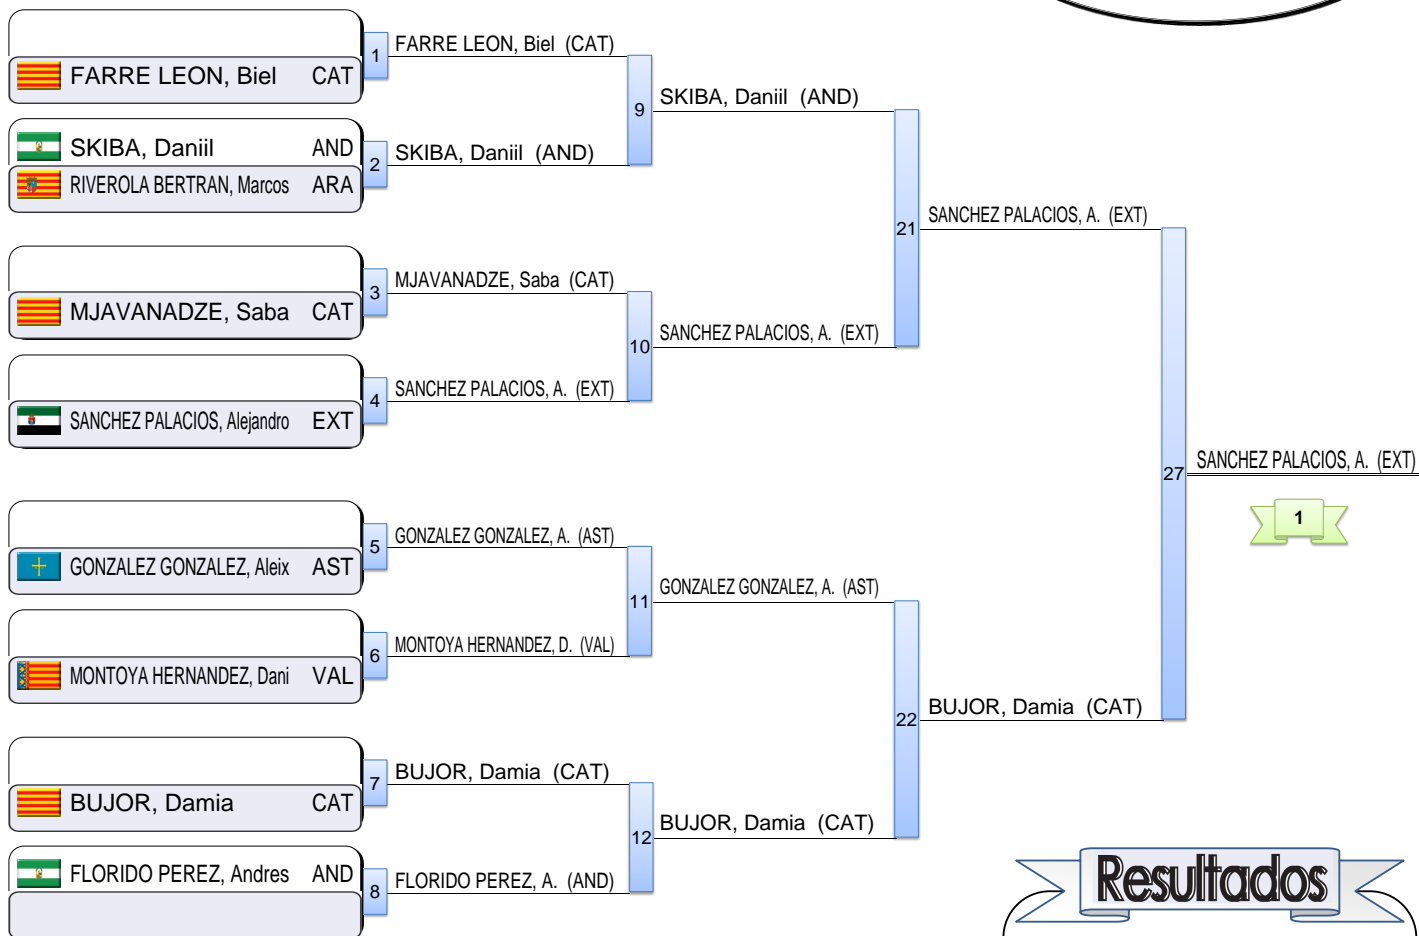 FARRE LEON, Biel CAT
SKIBA, Daniil AND
RIVEROLA BERTRAN, Marcos ARA
MJAVANADZE, Saba CAT
SANCHEZ PALACIOS, Alejandro EXT
GONZALEZ GONZALEZ, Aleix AST
MONTOYA HERNANDEZ, Dani VAL
BUJOR, Damia CAT
FLORIDO PEREZ, Andres AND
1 FARRE LEON, Biel (CAT)
2 SKIBA, Daniil (AND)
3 MJAVANADZE, Saba (CAT)
4 SANCHEZ PALACIOS, A. (EXT)
5 GONZALEZ GONZALEZ, A. (AST)
6 MONTOYA HERNANDEZ, D. (VAL)
7 BUJOR, Damia (CAT)
8 FLORIDO PEREZ, A. (AND)
9 SKIBA, Daniil (AND)
10 SANCHEZ PALACIOS, A. (EXT)
11 GONZALEZ GONZALEZ, A. (AST)
12 BUJOR, Damia (CAT)
21 SANCHEZ PALACIOS, A. (EXT)
22 BUJOR, Damia (CAT)
27 SANCHEZ PALACIOS, A. (EXT)
1
Resultados